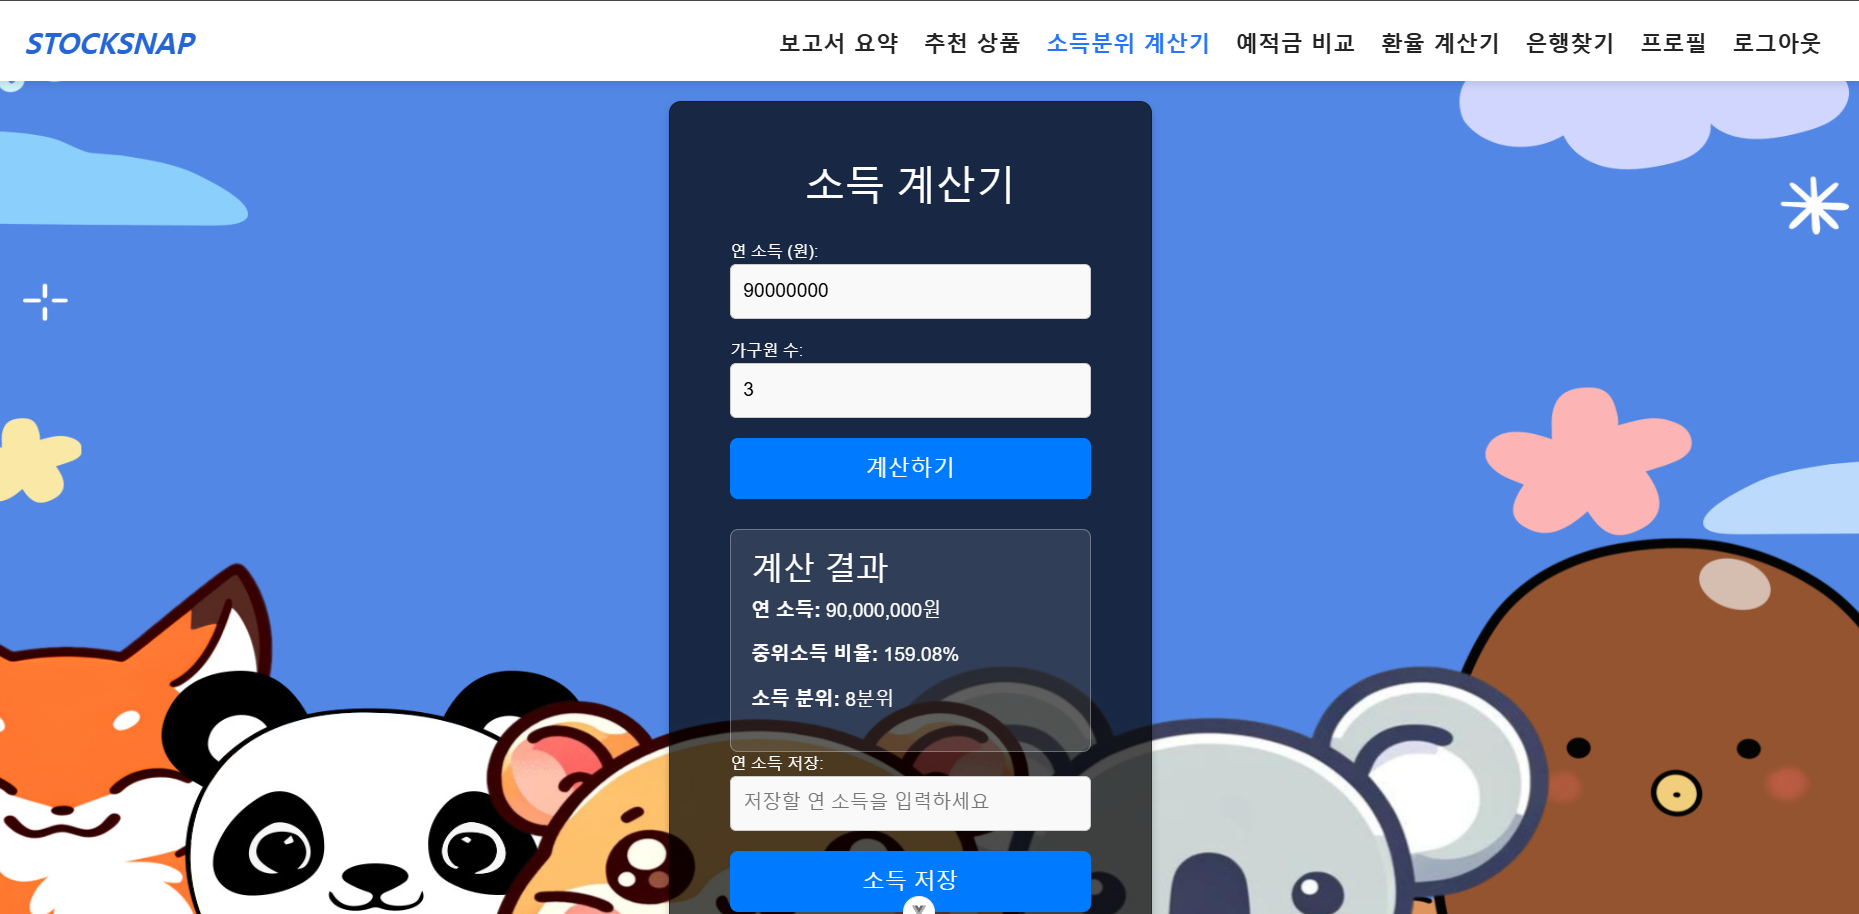 STOCKSNAP
보고서 요약 추천 상품 소득분위 계산기 예적금 비교 환율 계산기 은행찾기 프로필 로그아웃
소득 계산기
연 소득 (원):
90000000
가구원 수:
3
계산하기
계산 결과
연 소득: 90,000,000원
중위소득 비율: 159.08%
소득 분위: 8분위
연 소득 저장:
저장할 연 소득을 입력하세요
소득 저장